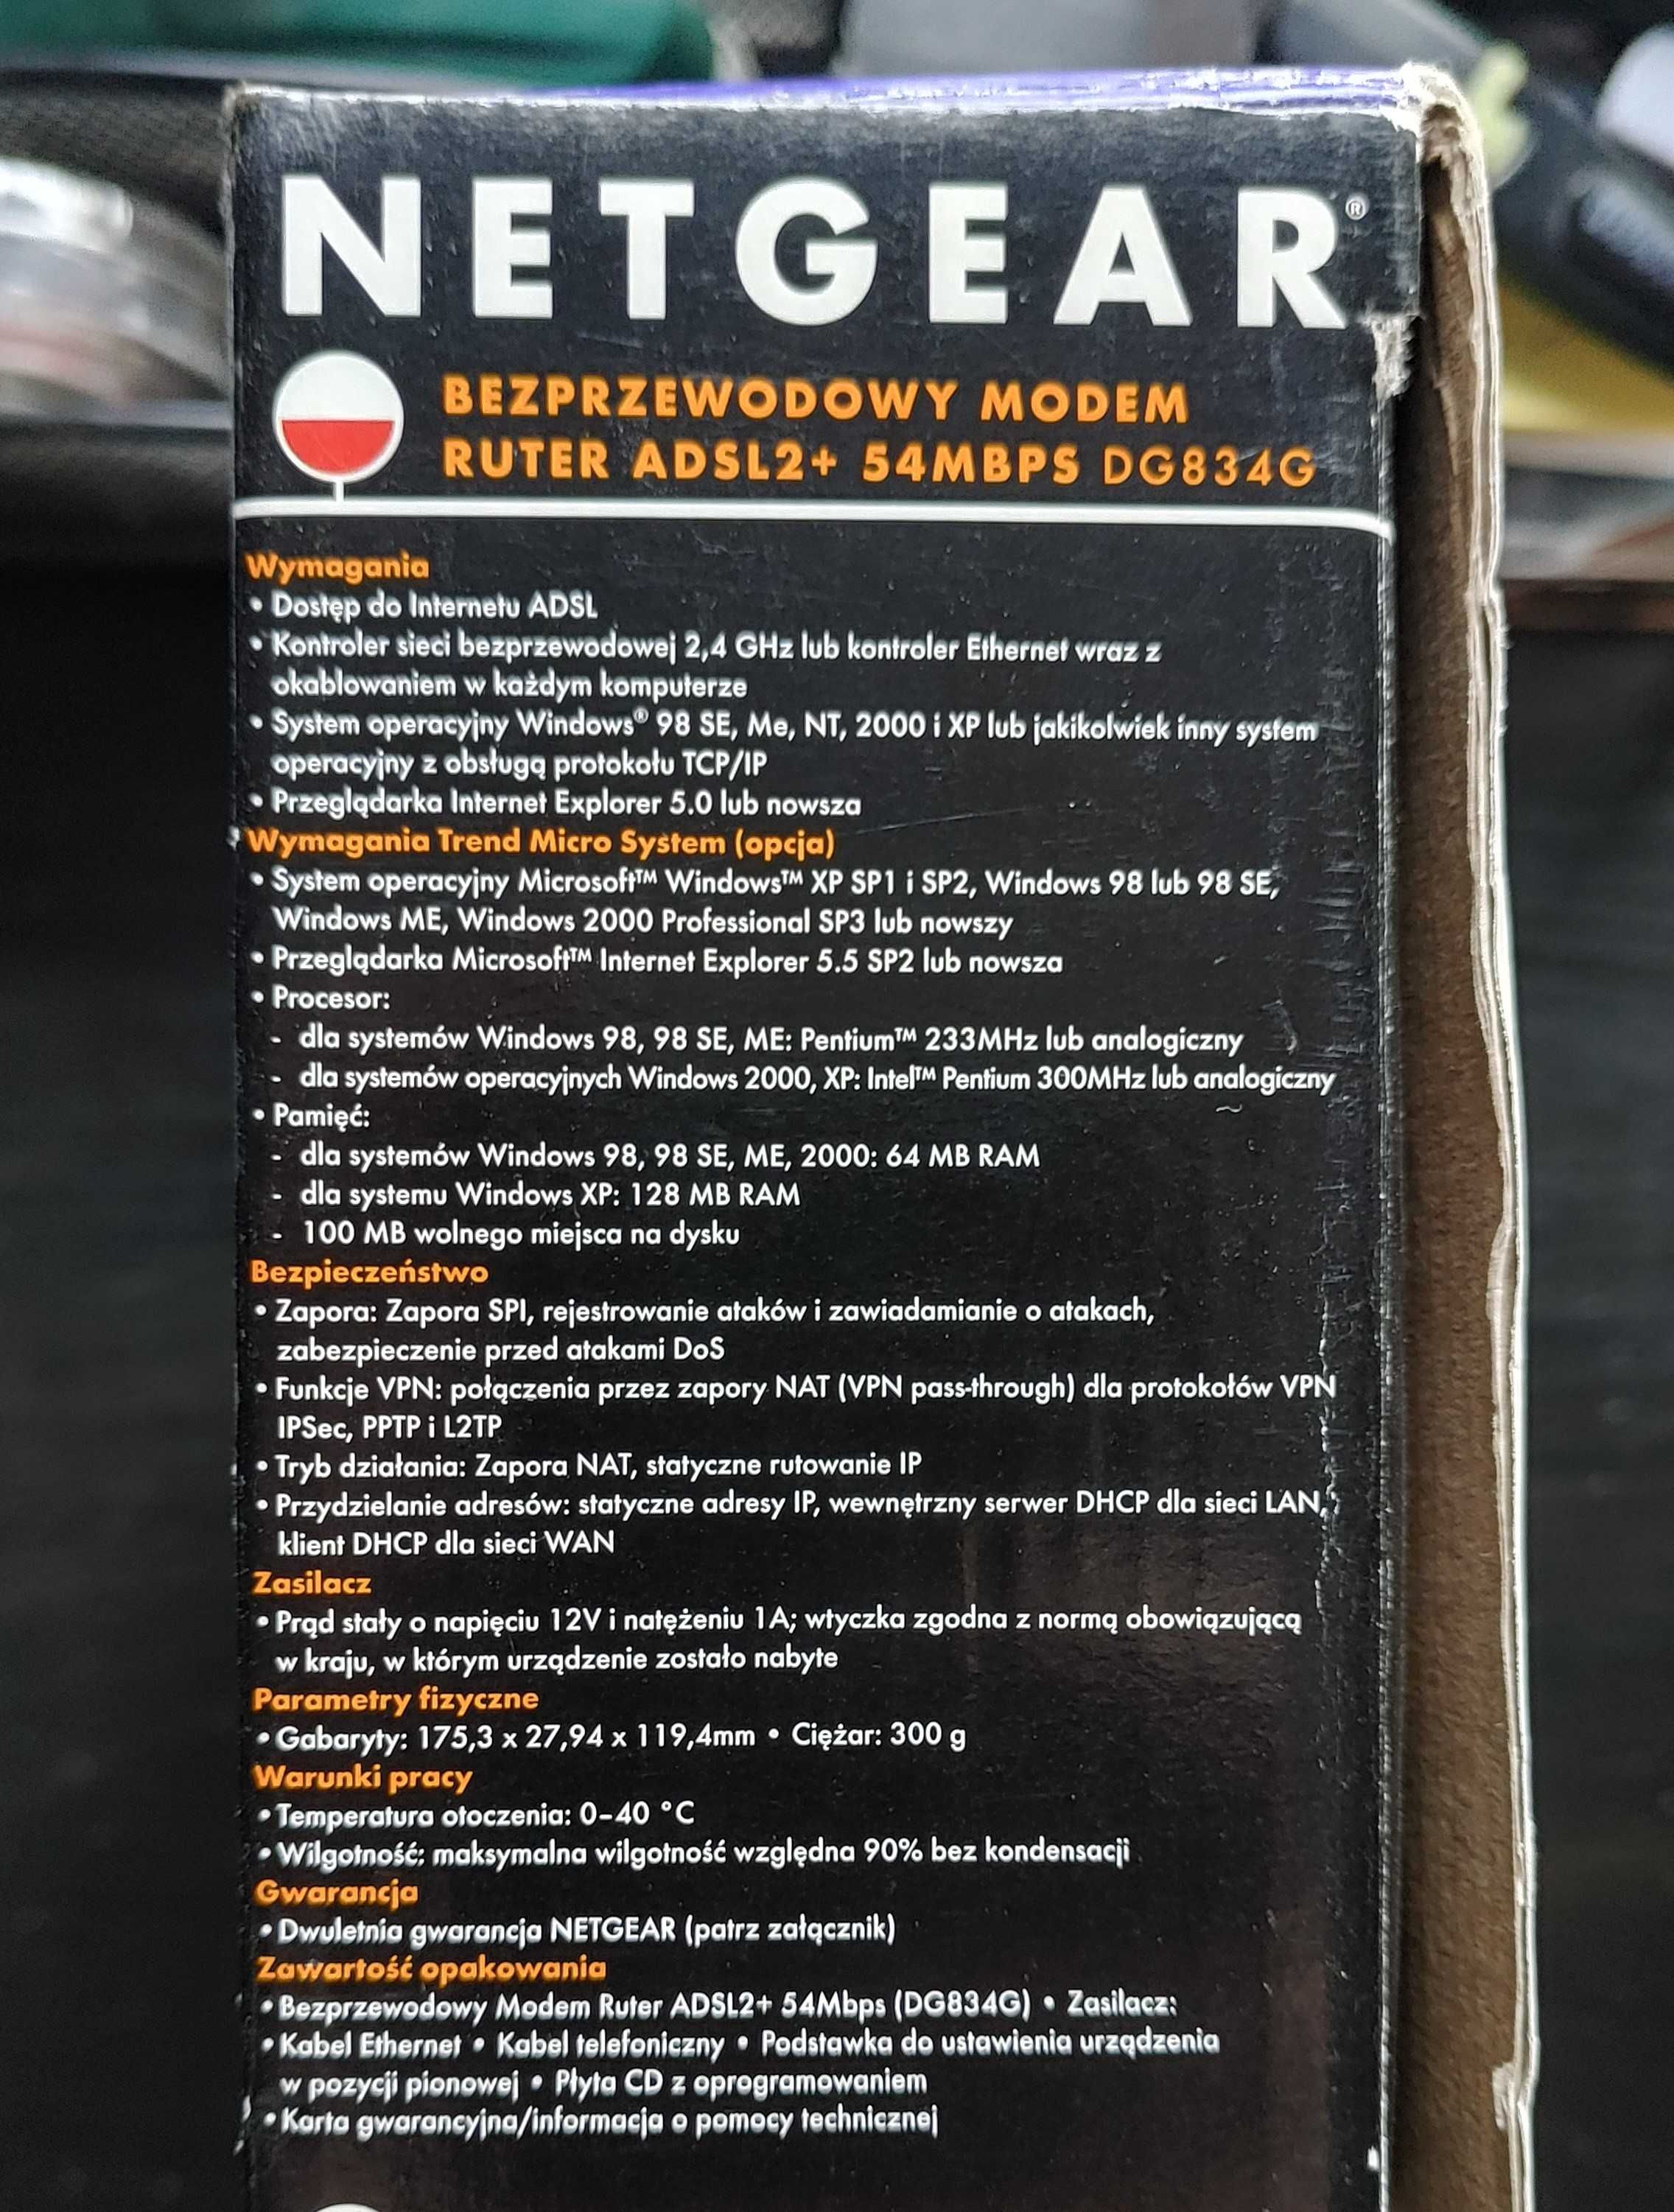 NETGEAR®
BEZPRZEWODOWY MODEM
RUTER ADSL2+ 54MBPS DG834G
Wymagania
• Dostęp do Internetu ADSL
• Kontroler sieci bezprzewodowej 2,4 GHz lub kontroler Ethernet wraz z
okablowaniem w każdym komputerze
• System operacyjny Windows® 98 SE, Me, NT, 2000 i XP lub jakikolwiek inny system
operacyjny z obsługą protokołu TCP/IP
• Przeglądarka Internet Explorer 5.0 lub nowsza
Wymagania Trend Micro System (opcja)
• System operacyjny Microsoft™ Windows™ XP SP1 i SP2, Windows 98 lub 98 SE,
Windows ME, Windows 2000 Professional SP3 lub nowszy
• Przeglądarka Microsoft™ Internet Explorer 5.5 SP2 lub nowsza
• Procesor:
- dla systemów Windows 98, 98 SE, ME: Pentium™ 233MHz lub analogiczny
- dla systemów operacyjnych Windows 2000, XP: Intel™ Pentium 300MHz lub analogiczny
• Pamięć:
- dla systemów Windows 98, 98 SE, ME, 2000: 64 MB RAM
- dla systemu Windows XP: 128 MB RAM
- 100 MB wolnego miejsca na dysku
Bezpieczeństwo
• Zapora: Zapora SPI, rejestrowanie ataków i zawiadamianie o atakach,
zabezpieczenie przed atakami DoS
• Funkcje VPN: połączenia przez zapory NAT (VPN pass-through) dla protokołów VPN
IPSec, PPTP i L2TP
• Tryb działania: Zapora NAT, statyczne rutowanie IP
• Przydzielanie adresów: statyczne adresy IP, wewnętrzny serwer DHCP dla sieci LAN,
klient DHCP dla sieci WAN
Zasilacz
• Prąd stały o napięciu 12V i natężeniu 1A; wtyczka zgodna z normą obowiązującą
w kraju, w którym urządzenie zostało nabyte
Parametry fizyczne
• Gabaryty: 175,3 x 27,94 x 119,4mm • Ciężar: 300 g
Warunki pracy
• Temperatura otoczenia: 0–40 °C
• Wilgotność: maksymalna wilgotność względna 90% bez kondensacji
Gwarancja
• Dwuletnia gwarancja NETGEAR (patrz załącznik)
Zawartość opakowania
• Bezprzewodowy Modem Ruter ADSL2+ 54Mbps (DG834G) • Zasilacz:
• Kabel Ethernet • Kabel telefoniczny • Podstawka do ustawienia urządzenia
w pozycji pionowej • Płyta CD z oprogramowaniem
• Karta gwarancyjna/informacja o pomocy technicznej